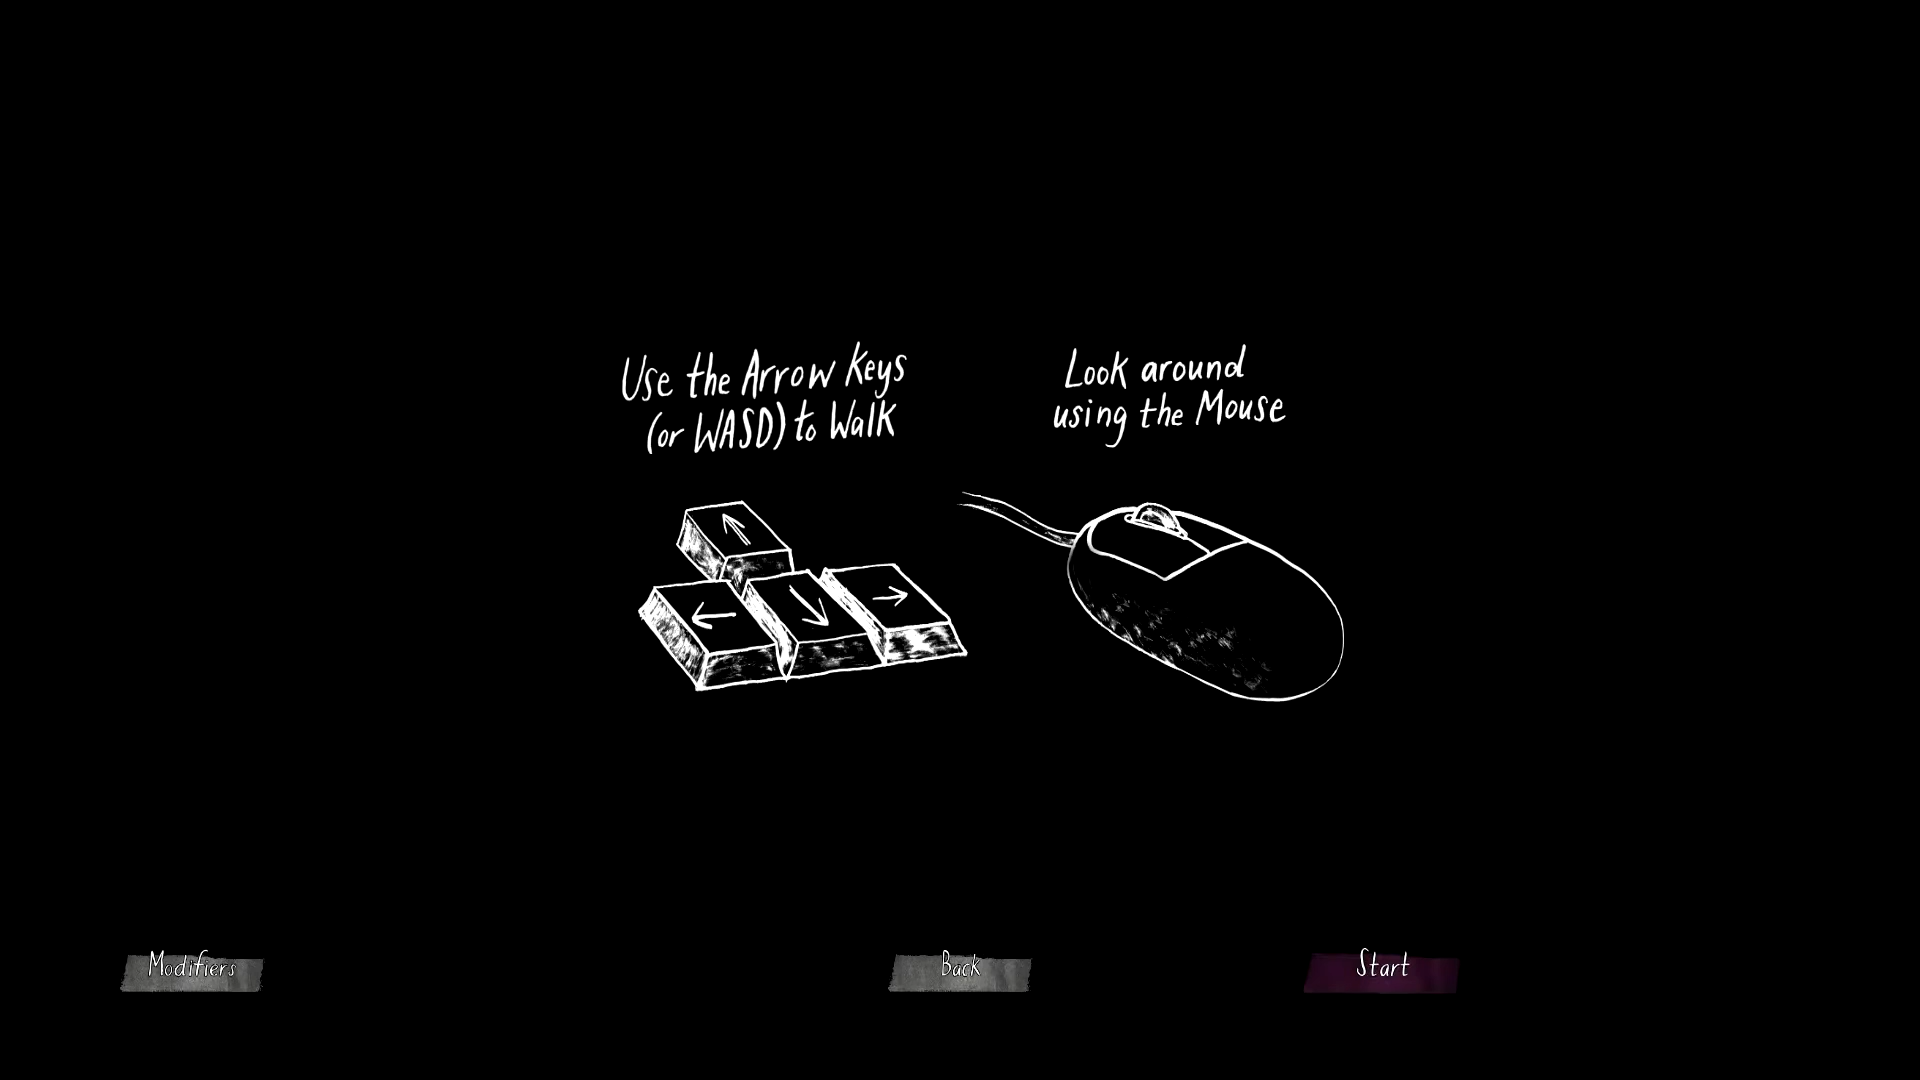 Use the Arrow Keys
(or WASD) to Walk
Look around
using the Mouse
Modifiers
Back
Start